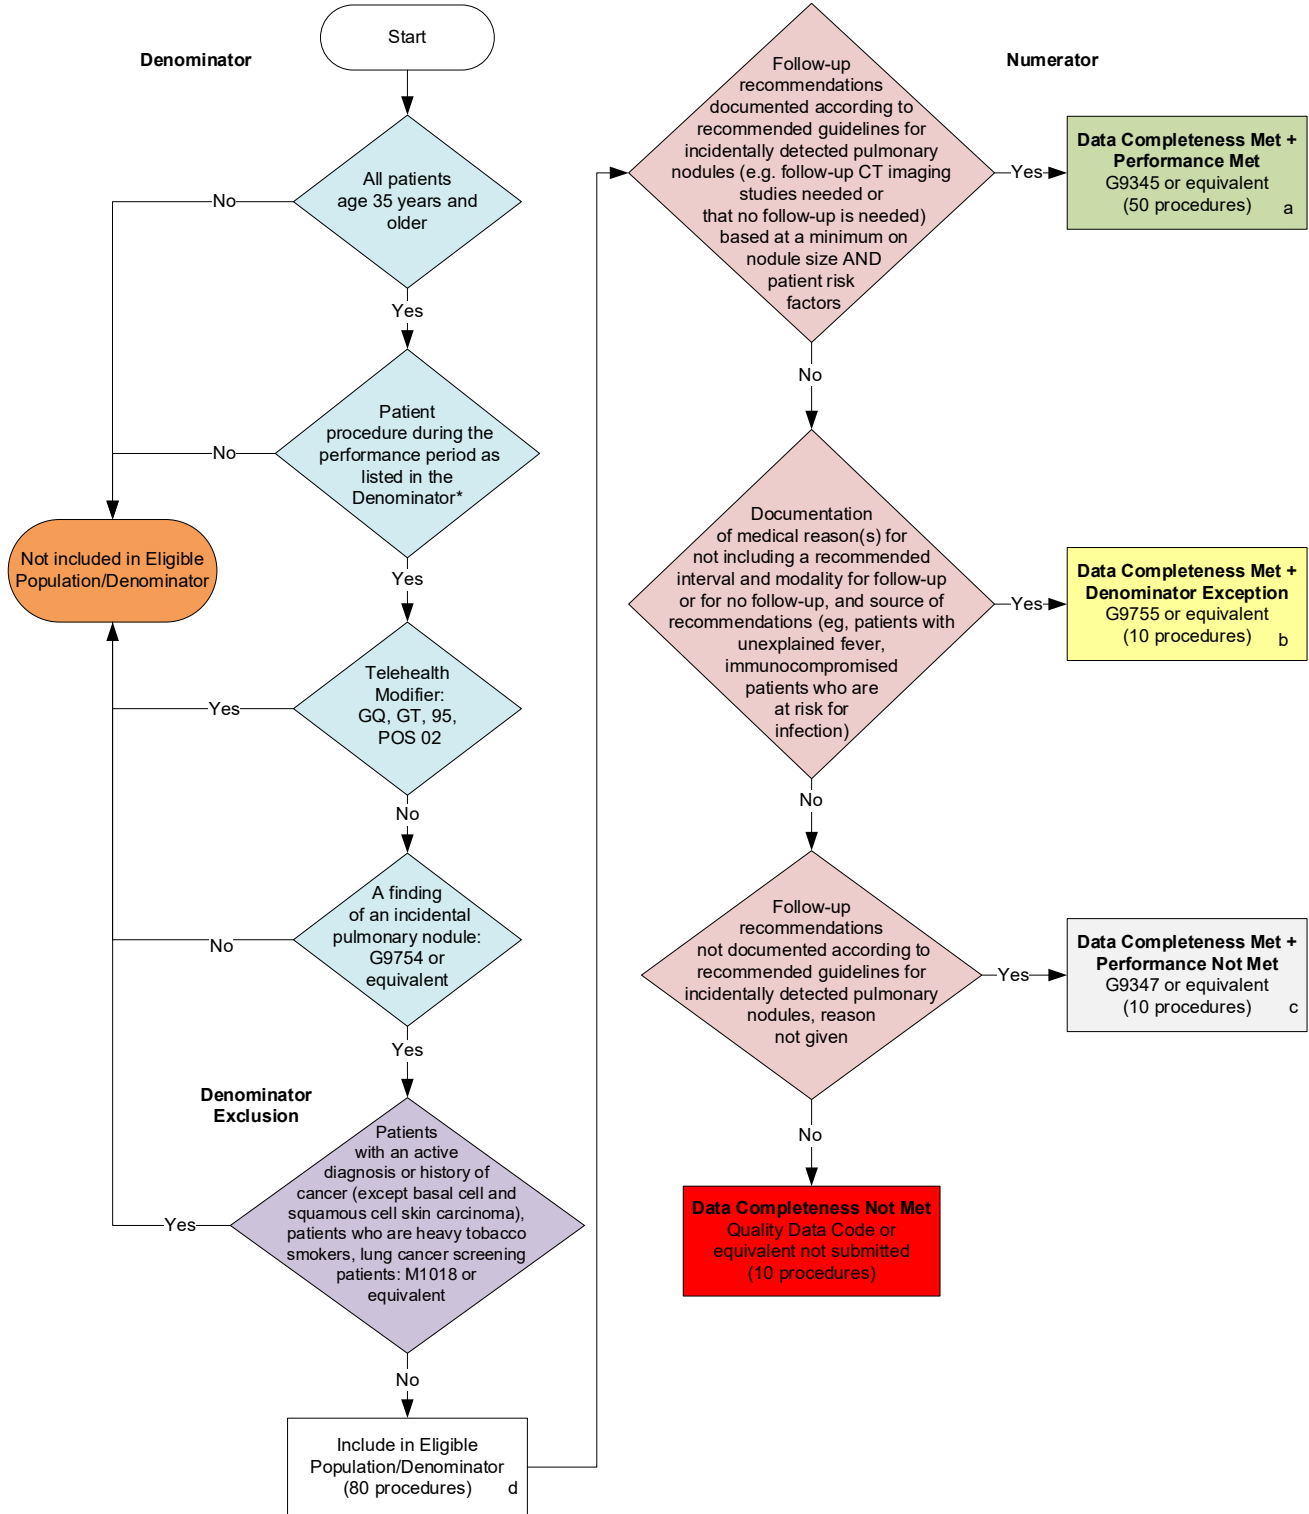 Denominator
Start
All patients
age 35 years and
older
No
Yes
Patient
procedure during the
performance period as
listed in the
Denominator*
No
Not included in Eligible
Population/Denominator
Yes
Telehealth
Modifier:
GQ, GT, 95,
POS 02
Yes
No
A finding
of an incidental
pulmonary nodule:
G9754 or
equivalent
No
Yes
Denominator
Exclusion
Patients
with an active
diagnosis or history of
cancer (except basal cell and
squamous cell skin carcinoma),
patients who are heavy tobacco
smokers, lung cancer screening
patients: M1018 or
equivalent
Yes
No
Include in Eligible
Population/Denominator
(80 procedures)
d
Numerator
Follow-up
recommendations
documented according to
recommended guidelines for
incidentally detected pulmonary
nodules (e.g. follow-up CT imaging
studies needed or
that no follow-up is needed)
based at a minimum on
nodule size AND
patient risk
factors
Yes
Data Completeness Met +
Performance Met
G9345 or equivalent
(50 procedures)
a
No
Documentation
of medical reason(s) for
not including a recommended
interval and modality for follow-up
or for no follow-up, and source of
recommendations (eg, patients with
unexplained fever,
immunocompromised
patients who are
at risk for
infection)
Yes
Data Completeness Met +
Denominator Exception
G9755 or equivalent
(10 procedures)
b
No
Follow-up
recommendations
not documented according to
recommended guidelines for
incidentally detected pulmonary
nodules, reason
not given
Yes
Data Completeness Met +
Performance Not Met
G9347 or equivalent
(10 procedures)
c
No
Data Completeness Not Met
Quality Data Code or
equivalent not submitted
(10 procedures)